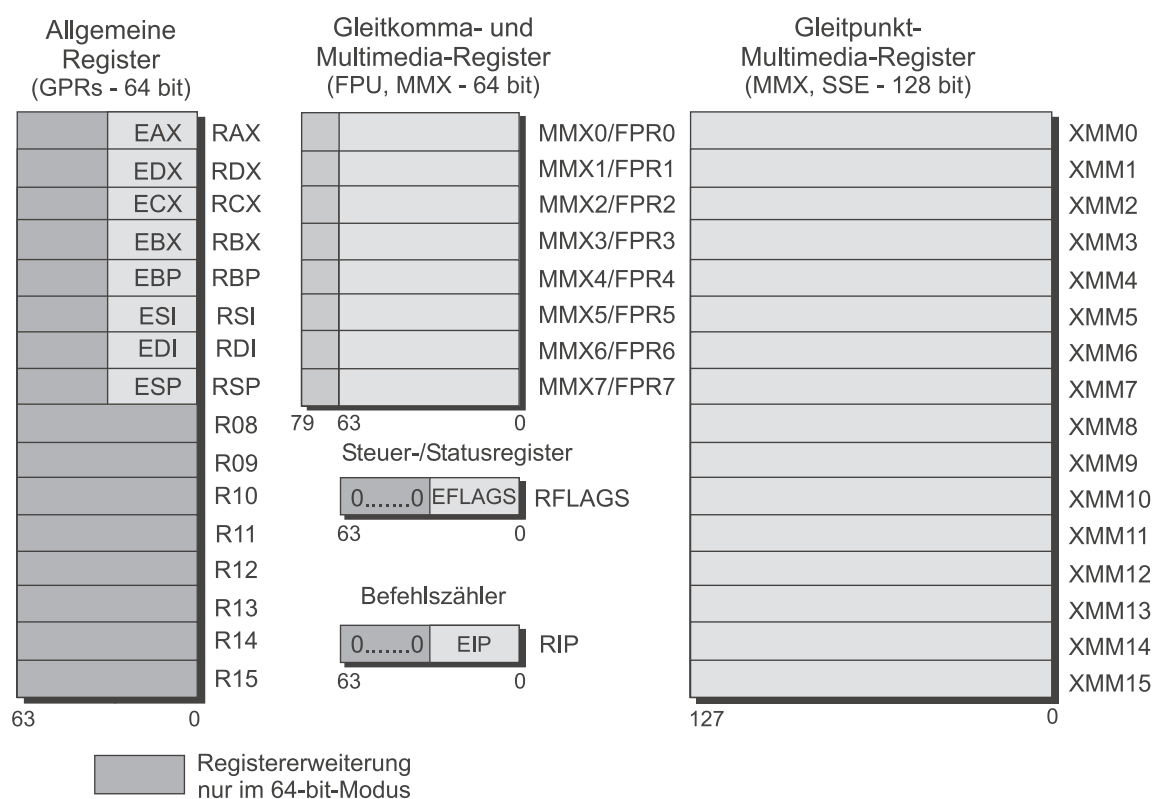 Allgemeine
Register
(GPRs - 64 bit)
EAX RAX
EDX RDX
ECX RCX
EBX RBX
EBP RBP
ESI RSI
EDI RDI
ESP RSP
R08
R09
R10
R11
R12
R13
R14
R15
63 0
Gleitkomma- und
Multimedia-Register
(FPU, MMX - 64 bit)
MMX0/FPR0
MMX1/FPR1
MMX2/FPR2
MMX3/FPR3
MMX4/FPR4
MMX5/FPR5
MMX6/FPR6
MMX7/FPR7
79 63 0
Steuer-/Statusregister
0.......0 EFLAGS RFLAGS
63 0
Befehlszähler
0.......0 EIP RIP
63 0
Gleitpunkt-
Multimedia-Register
(MMX, SSE - 128 bit)
XMM0
XMM1
XMM2
XMM3
XMM4
XMM5
XMM6
XMM7
XMM8
XMM9
XMM10
XMM11
XMM12
XMM13
XMM14
XMM15
127 0
Registererweiterung
nur im 64-bit-Modus